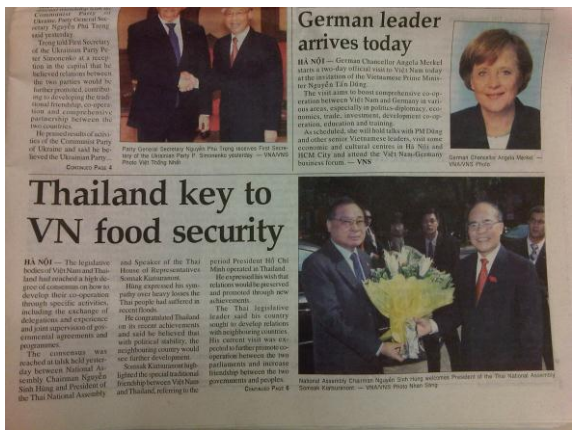 Communist Party of
Ukraine. Party General Sec-
retary Nguyễn Phú Trọng
said yesterday.
Trọng told First Secretary
of the Ukraine Party Pe-
ter Simonenko at a recep-
tion in the capital that he
believed relations between
the two parties would be
further promoted, contribut-
ing to developing the tradi-
tional friendship, co-opera-
tion and comprehensive
partnership between the
two countries.
He praised results of activi-
ties of the Communist Party
of Ukraine and said he be-
lieved the Ukrainian Party...
CONTINUED PAGE 4
Party General Secretary Nguyễn Phú Trọng receives First Secre-
tary of the Ukrainian Party P. Simonenko yesterday. — VNA/VNS
Photo Trí Dũng
German leader
arrives today
HÀ NỘI — German Chancellor Angela Merkel
starts a two-day official visit to Việt Nam today
at the invitation of the Vietnamese Prime Minis-
ter Nguyễn Tấn Dũng.
The visit aims to boost comprehensive co-op-
eration between Việt Nam and Germany in vari-
ous areas, especially in politics-diplomacy, eco-
nomics, trade, investment, development co-op-
eration, education and training.
As scheduled, she will hold talks with PM Dũng
and other senior Vietnamese leaders, visit some
economic and cultural centres in Hà Nội and
HCM City and attend the Việt Nam-Germany
business forum. — VNS
German Chancellor Angela Merkel —
VNA/VNS Photo
Thailand key to
VN food security
HÀ NỘI — The legislative
bodies of Việt Nam and Thai-
land had reached a high de-
gree of consensus on how to
develop their co-operation
through specific activities,
including the exchange of
delegations and experience
and joint supervision of gov-
ernmental agreements and
programmes.
The consensus was
reached at talks held yester-
day between National As-
sembly Chairman Nguyễn
Sinh Hùng and President of
the Thai National Assembly
and Speaker of the Thai
House of Representatives
Somsak Kiatsuranon.
Hùng expressed his sym-
pathy over heavy losses the
Thai people had suffered in
recent floods.
He congratulated Thailand
on its recent achievements
and said he believed that
with political stability, the
neighbouring country would
see further development.
Somsak Kiatsuranon high-
lighted the special traditional
friendship between Việt Nam
and Thailand, referring to the
period President Hồ Chí
Minh operated in Thailand.
He expressed his wish that
relations would be preserved
and promoted through new
achievements.
The Thai legislative
leader said his country
sought to develop relations
with neighbouring countries.
His current visit was ex-
pected to further promote co-
operation between the two
parliaments and increase
friendship between the two
governments and peoples.
CONTINUED PAGE 5
National Assembly Chairman Nguyễn Sinh Hùng welcomes President of the Thai National Assembly
Somsak Kiatsuranon. — VNA/VNS Photo Nhan Sáng